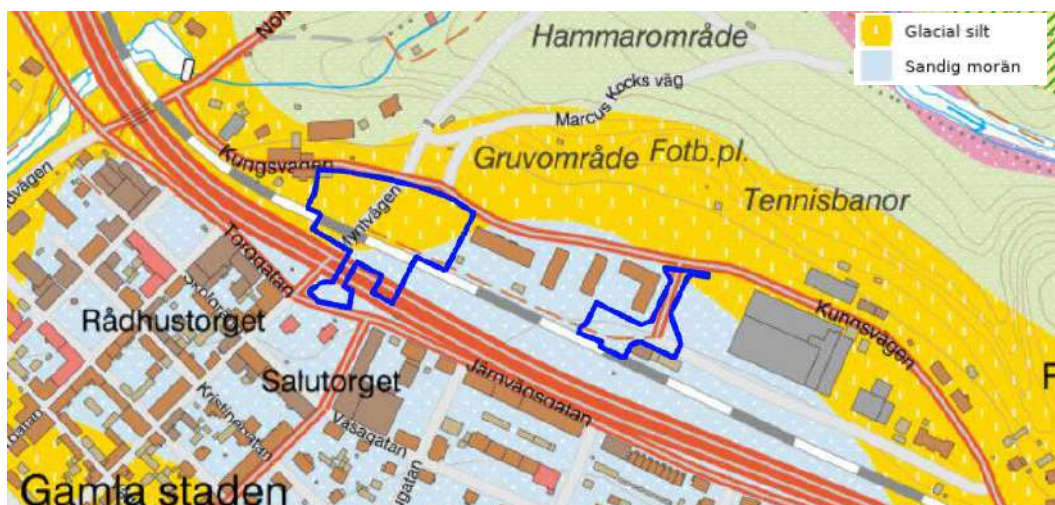 Glacial silt
Sandig morän
Hammarområde
Kocks väg
Marcus
Kungsvägen
Gruvområde
Fotb.pl.
Tennisbanor
Torggatan
Rådhustorget
Salutorget
Kungsvägen
Järnvägsgatan
Kristinegatan
Vasagatan
Gamla staden